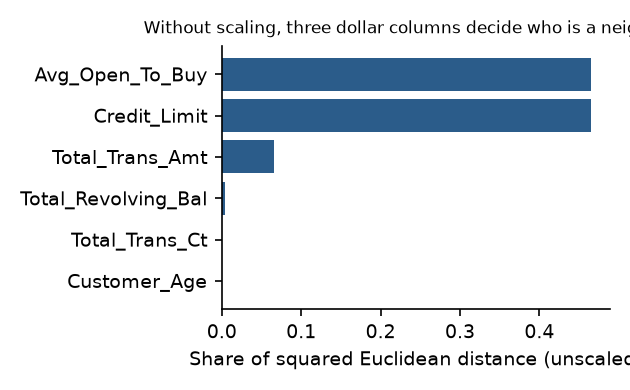 Without scaling, three dollar columns decide who is a neig
Avg_Open_To_Buy
Credit_Limit
Total_Trans_Amt
Total_Revolving_Bal
Total_Trans_Ct
Customer_Age
0.0 0.1 0.2 0.3 0.4
Share of squared Euclidean distance (unscaled